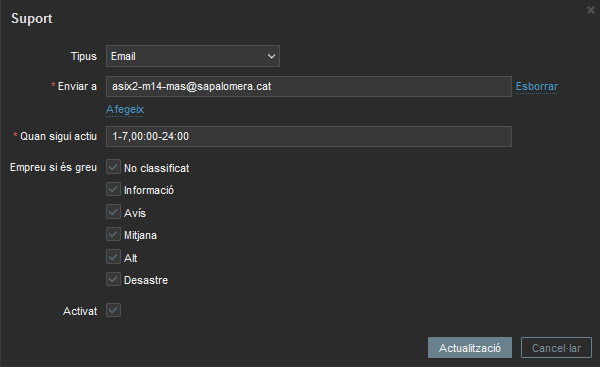 Suport
Tipus Email
* Enviar a asix2-m14-mas@sapalomera.cat Esborrar
Afegeix
* Quan sigui actiu 1-7,00:00-24:00
Empreu si és greu No classificat
Informació
Avís
Mitjana
Alt
Desastre
Activat
Actualització Cancel·lar